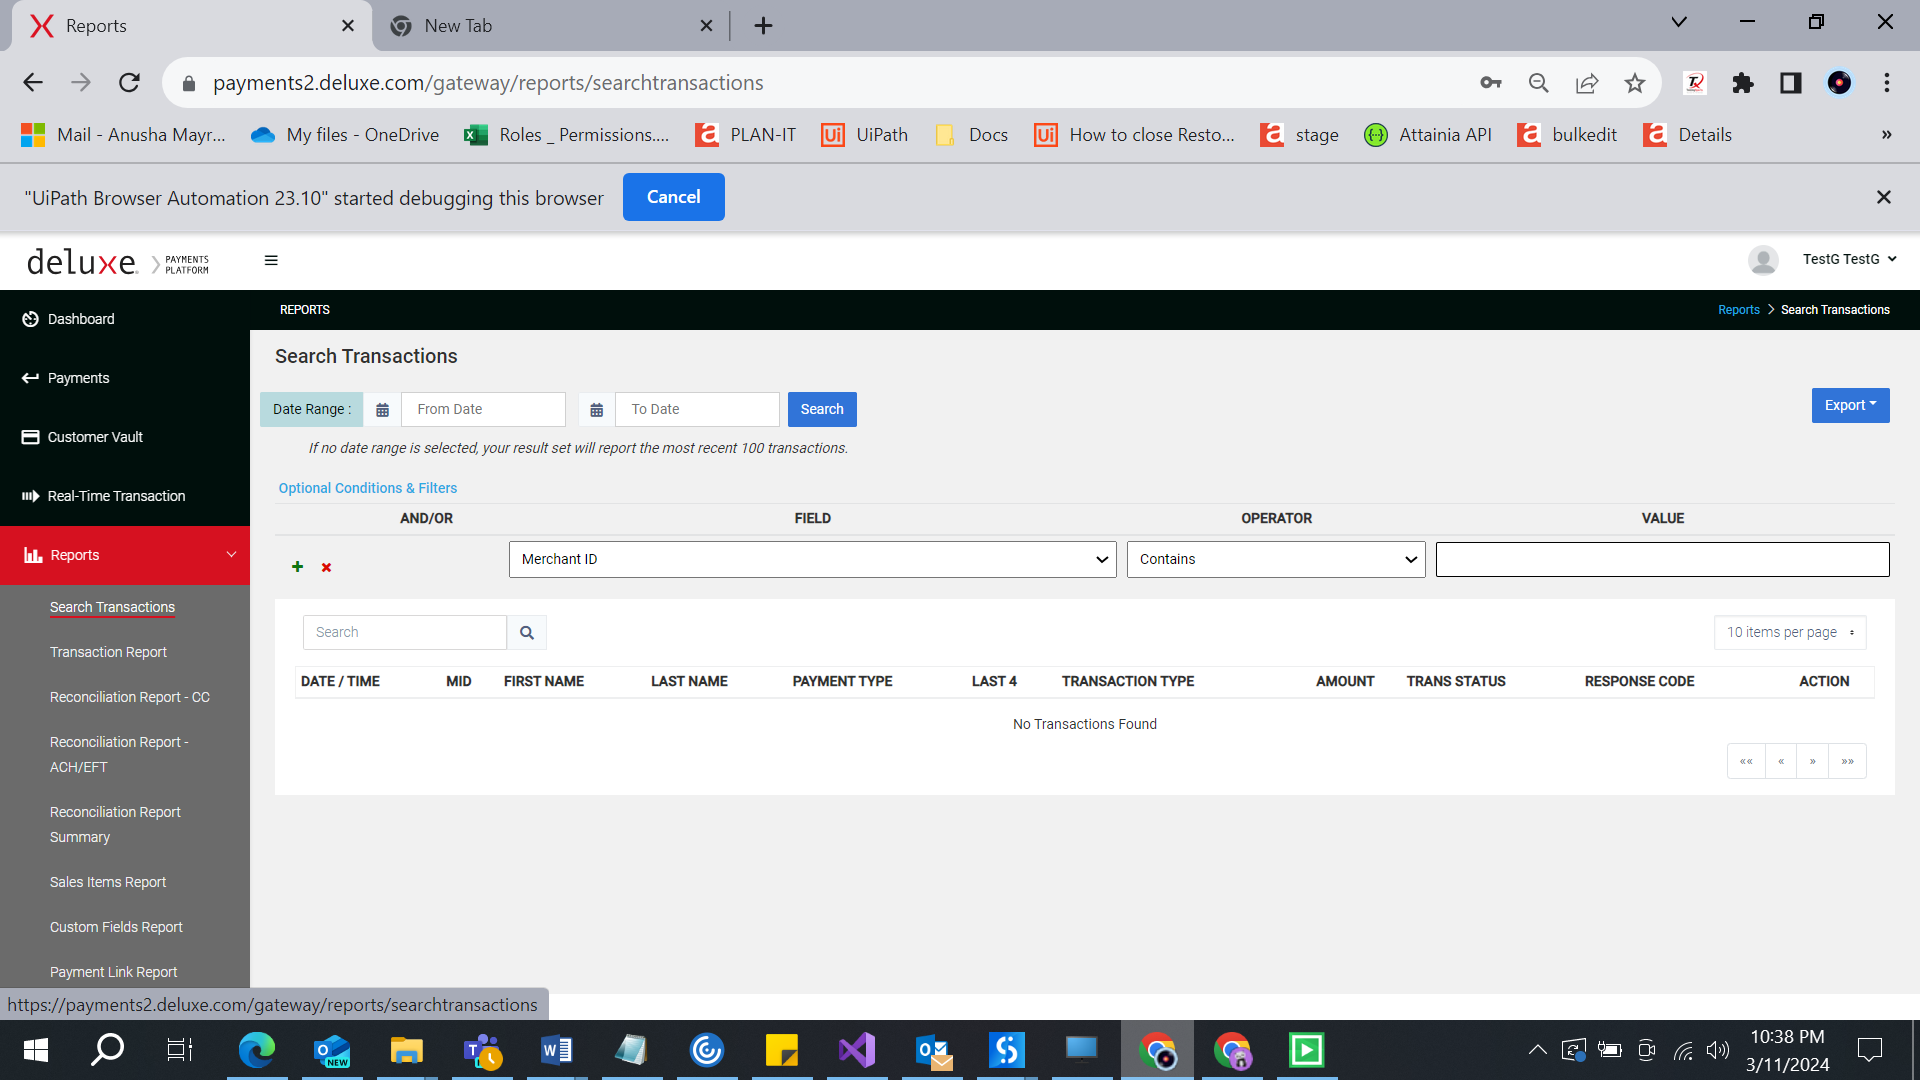 Reports
New Tab
payments2.deluxe.com/gateway/reports/searchtransactions
Mail - Anusha Mayr...
My files - OneDrive
Roles _ Permissions....
PLAN-IT
UiPath
Docs
How to close Resto...
stage
Attainia API
bulkedit
Details
»
"UiPath Browser Automation 23.10" started debugging this browser
Cancel
deluxe. PAYMENTS PLATFORM
TestG TestG
Dashboard
Payments
Customer Vault
Real-Time Transaction
Reports
Search Transactions
Transaction Report
Reconciliation Report - CC
Reconciliation Report -
ACH/EFT
Reconciliation Report
Summary
Sales Items Report
Custom Fields Report
Payment Link Report
REPORTS
Reports > Search Transactions
Search Transactions
Date Range :
From Date
To Date
Search
Export
If no date range is selected, your result set will report the most recent 100 transactions.
Optional Conditions & Filters
AND/OR FIELD OPERATOR VALUE
Merchant ID
Contains
Search
10 items per page
DATE / TIME MID FIRST NAME LAST NAME PAYMENT TYPE LAST 4 TRANSACTION TYPE AMOUNT TRANS STATUS RESPONSE CODE ACTION
No Transactions Found
«« « » »»
https://payments2.deluxe.com/gateway/reports/searchtransactions
NEW
10:38 PM
3/11/2024